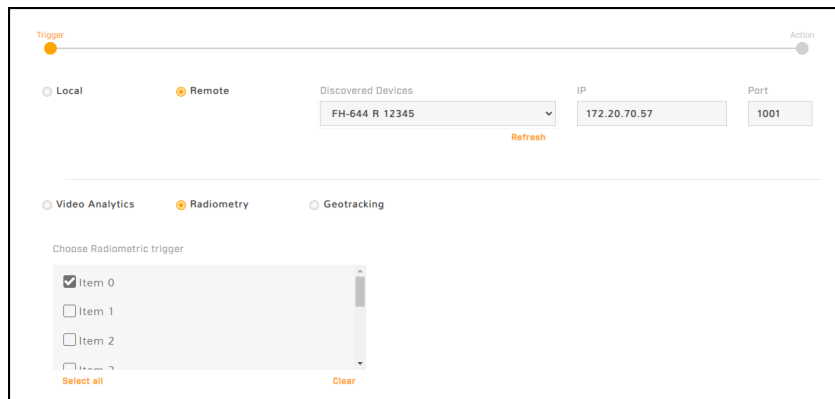 Trigger Action
Local Remote Discovered Devices IP Port
FH-644 R 12345 172.20.70.57 1001
Refresh
Video Analytics Radiometry Geotracking
Choose Radiometric trigger
Item 0
Item 1
Item 2
Select all Clear